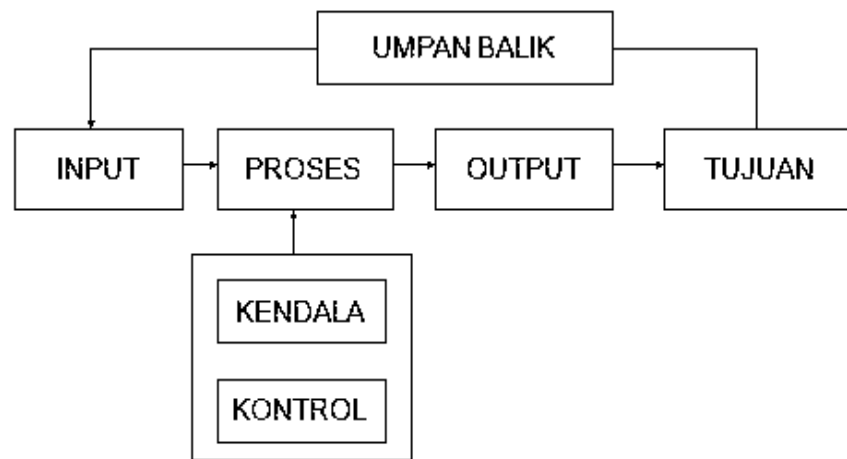 UMPAN BALIK
INPUT
PROSES
OUTPUT
TUJUAN
KENDALA
KONTROL